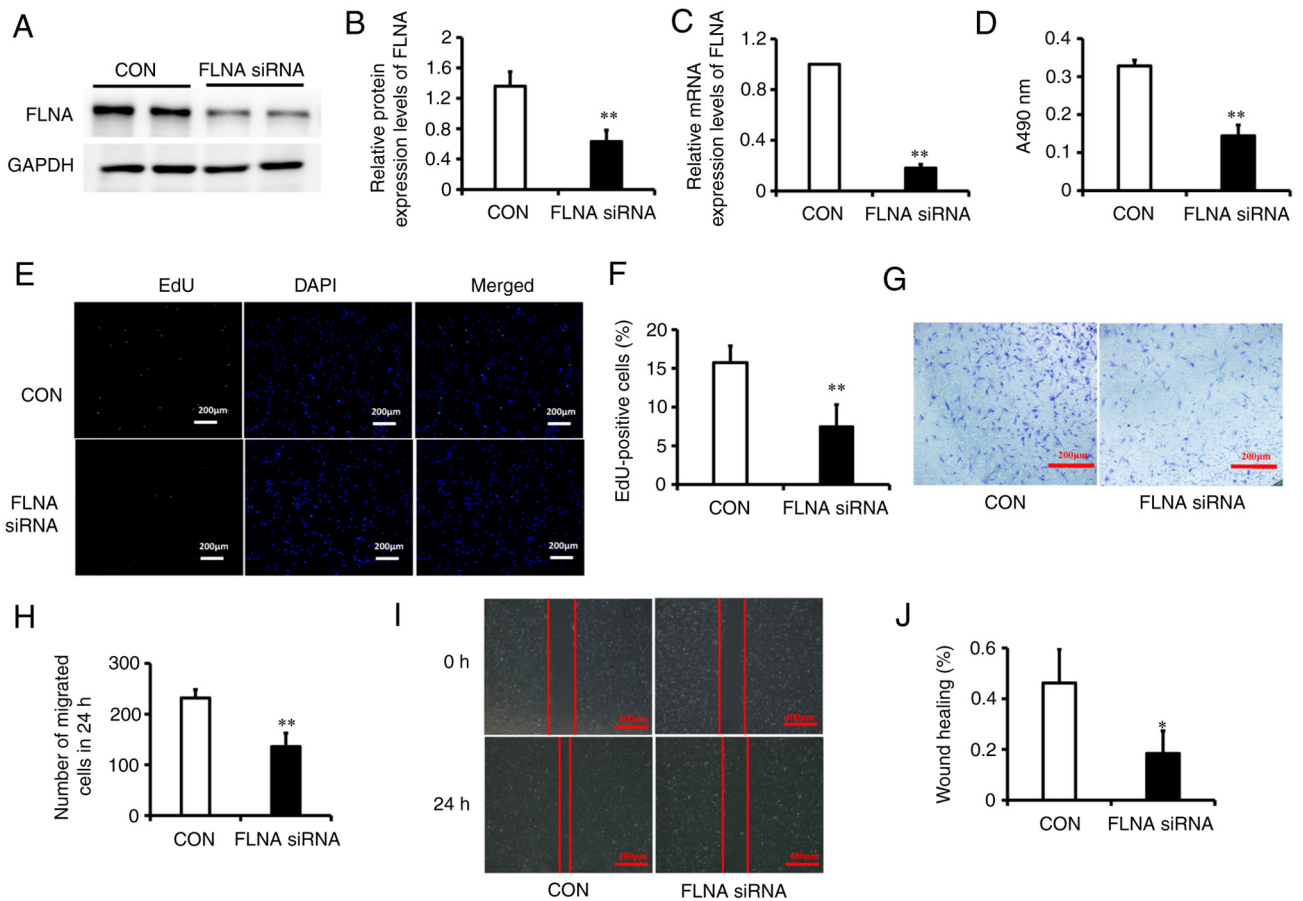 A
CON
FLNA siRNA
FLNA
GAPDH
B
Relative protein
expression levels of FLNA
2
1.6
1.2
0.8
0.4
0
**
CON
FLNA siRNA
C
Relative mRNA
expression levels of FLNA
1.2
0.8
0.4
0
**
CON
FLNA siRNA
D
A490 nm
0.4
0.3
0.2
0.1
0
**
CON
FLNA siRNA
E
EdU
DAPI
Merged
CON
200μm
200μm
200μm
FLNA
siRNA
200μm
200μm
200μm
F
EdU-positive cells (%)
20
15
10
5
0
**
CON
FLNA siRNA
G
200μm
200μm
CON
FLNA siRNA
H
Number of migrated
cells in 24 h
300
200
100
0
**
CON
FLNA siRNA
I
0 h
400μm
400μm
24 h
400μm
400μm
CON
FLNA siRNA
J
Wound healing (%)
0.6
0.4
0.2
0
*
CON
FLNA siRNA